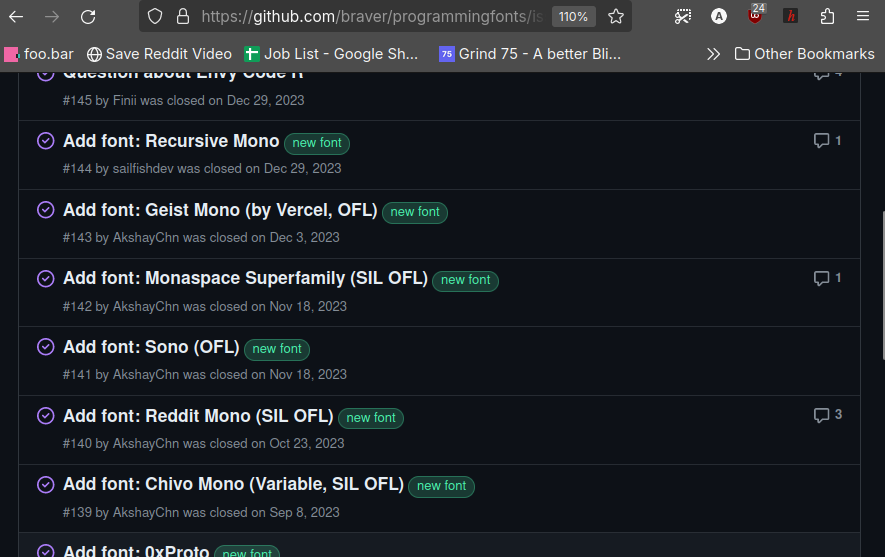 https://github.com/braver/programmingfonts/is
110%
24
foo.bar
Save Reddit Video
Job List - Google Sh...
75
Grind 75 - A better Bli...
Other Bookmarks
Question about Envy Code R
4
#145 by Finii was closed on Dec 29, 2023
Add font: Recursive Mono new font
1
#144 by sailfishdev was closed on Dec 29, 2023
Add font: Geist Mono (by Vercel, OFL) new font
#143 by AkshayChn was closed on Dec 3, 2023
Add font: Monaspace Superfamily (SIL OFL) new font
1
#142 by AkshayChn was closed on Nov 18, 2023
Add font: Sono (OFL) new font
#141 by AkshayChn was closed on Nov 18, 2023
Add font: Reddit Mono (SIL OFL) new font
3
#140 by AkshayChn was closed on Oct 23, 2023
Add font: Chivo Mono (Variable, SIL OFL) new font
#139 by AkshayChn was closed on Sep 8, 2023
Add font: 0xProto new font